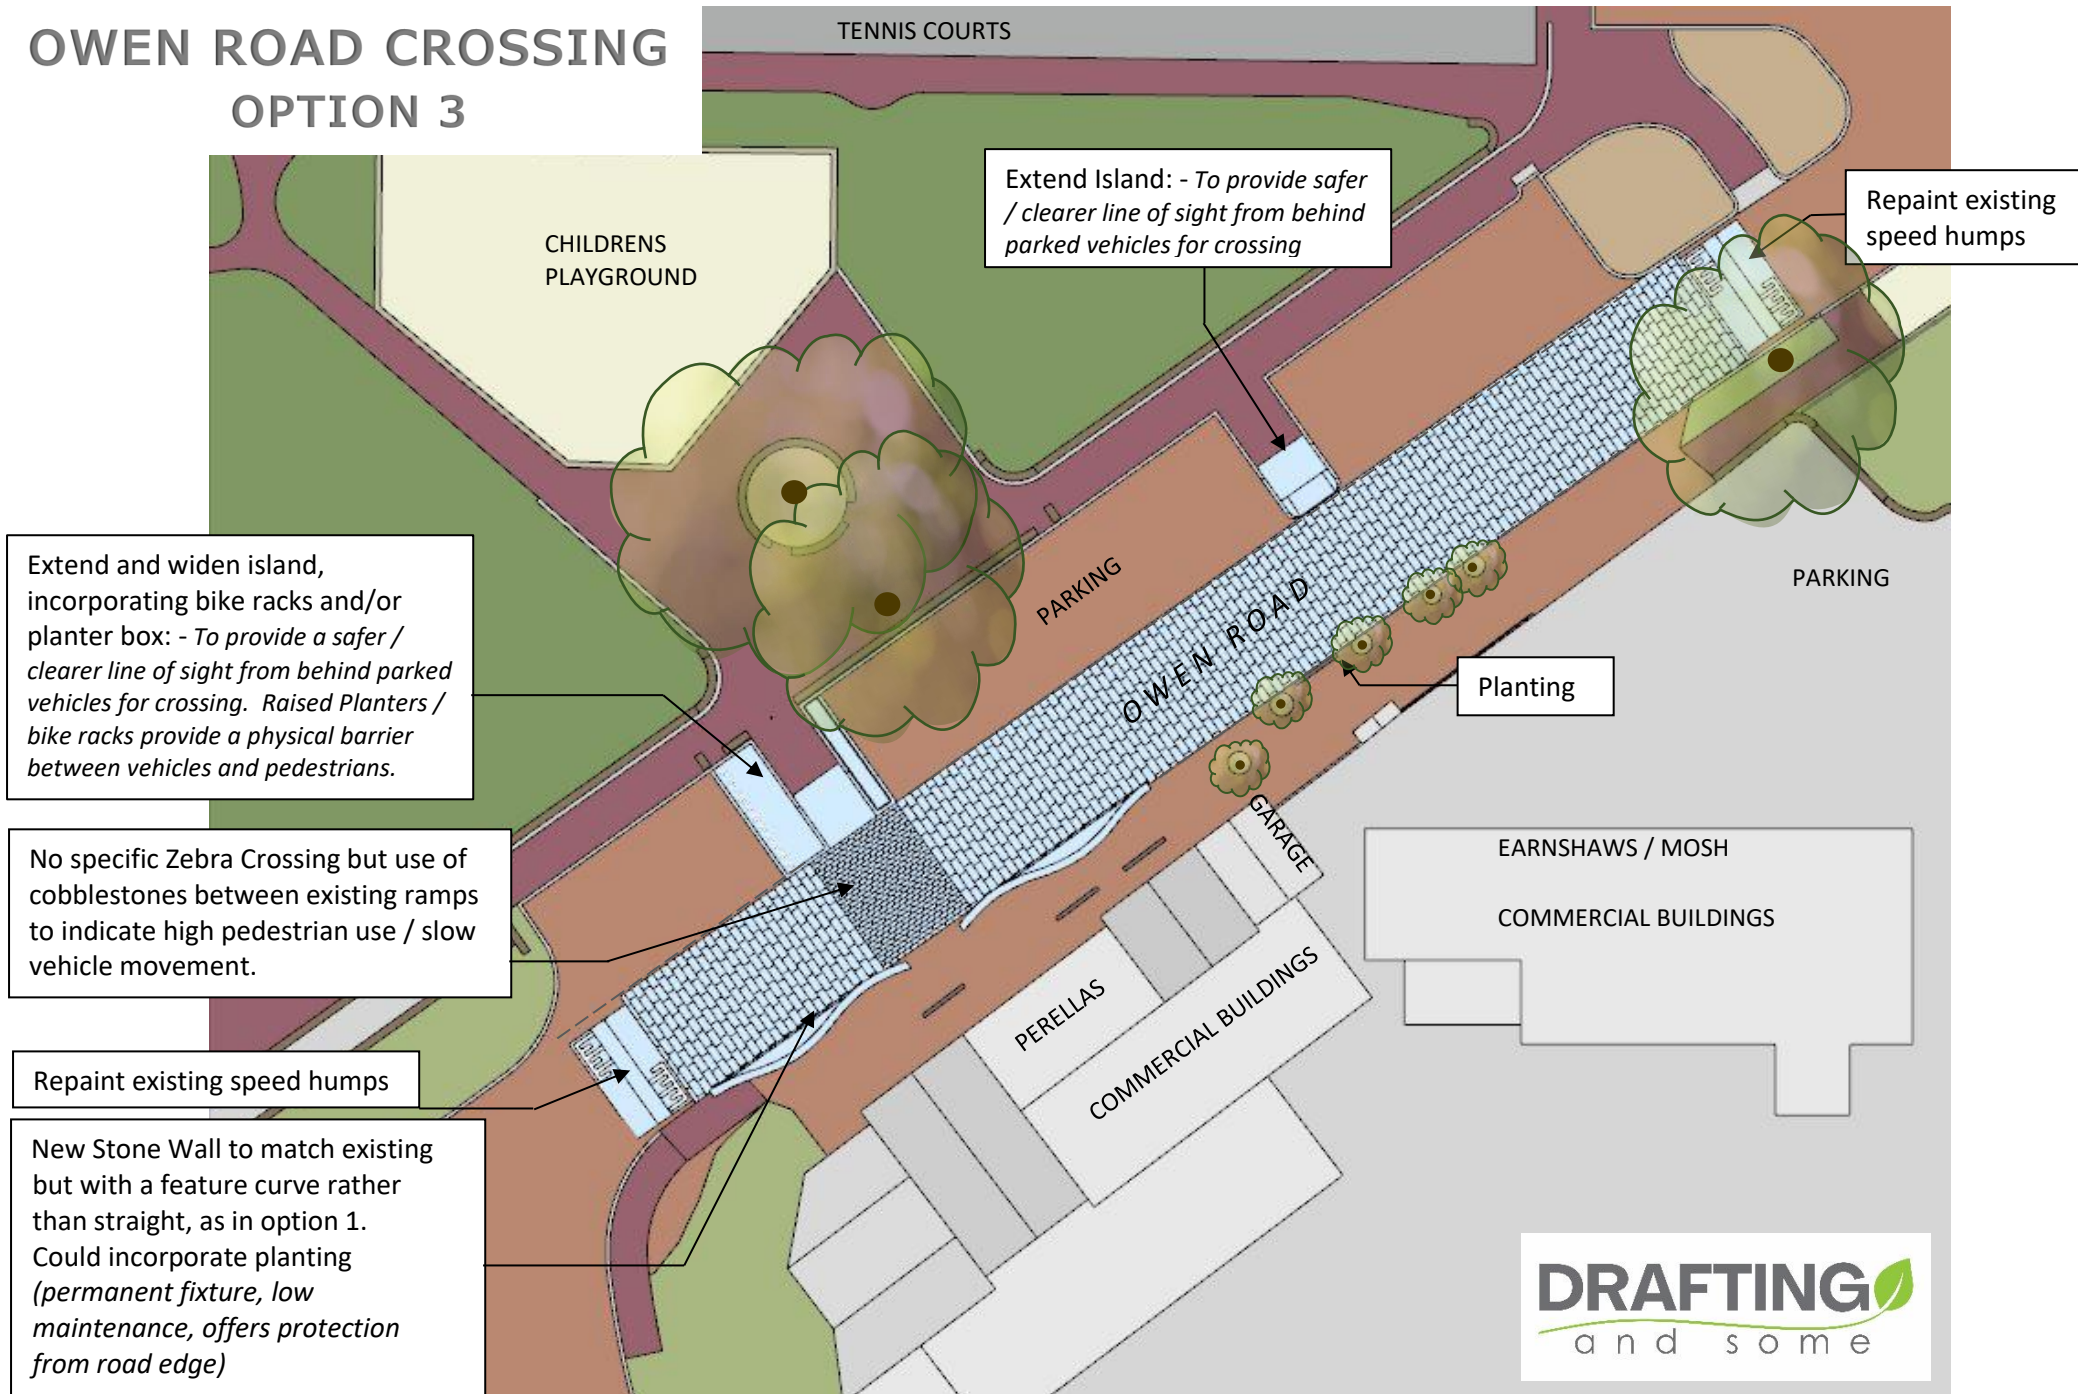 OWEN ROAD CROSSING
OPTION 3
TENNIS COURTS
Extend Island: - To provide safer
/ clearer line of sight from behind
parked vehicles for crossing
Repaint existing
speed humps
CHILDRENS
PLAYGROUND
Extend and widen island,
incorporating bike racks and/or
planter box: - To provide a safer /
clearer line of sight from behind parked
vehicles for crossing.  Raised Planters /
bike racks provide a physical barrier
between vehicles and pedestrians.
PARKING
OWEN ROAD
PARKING
Planting
GARAGE
No specific Zebra Crossing but use of
cobblestones between existing ramps
to indicate high pedestrian use / slow
vehicle movement.
EARNSHAWS / MOSH
COMMERCIAL BUILDINGS
PERELLAS
COMMERCIAL BUILDINGS
Repaint existing speed humps
New Stone Wall to match existing
but with a feature curve rather
than straight, as in option 1.
Could incorporate planting
(permanent fixture, low
maintenance, offers protection
from road edge)
DRAFTING
and some